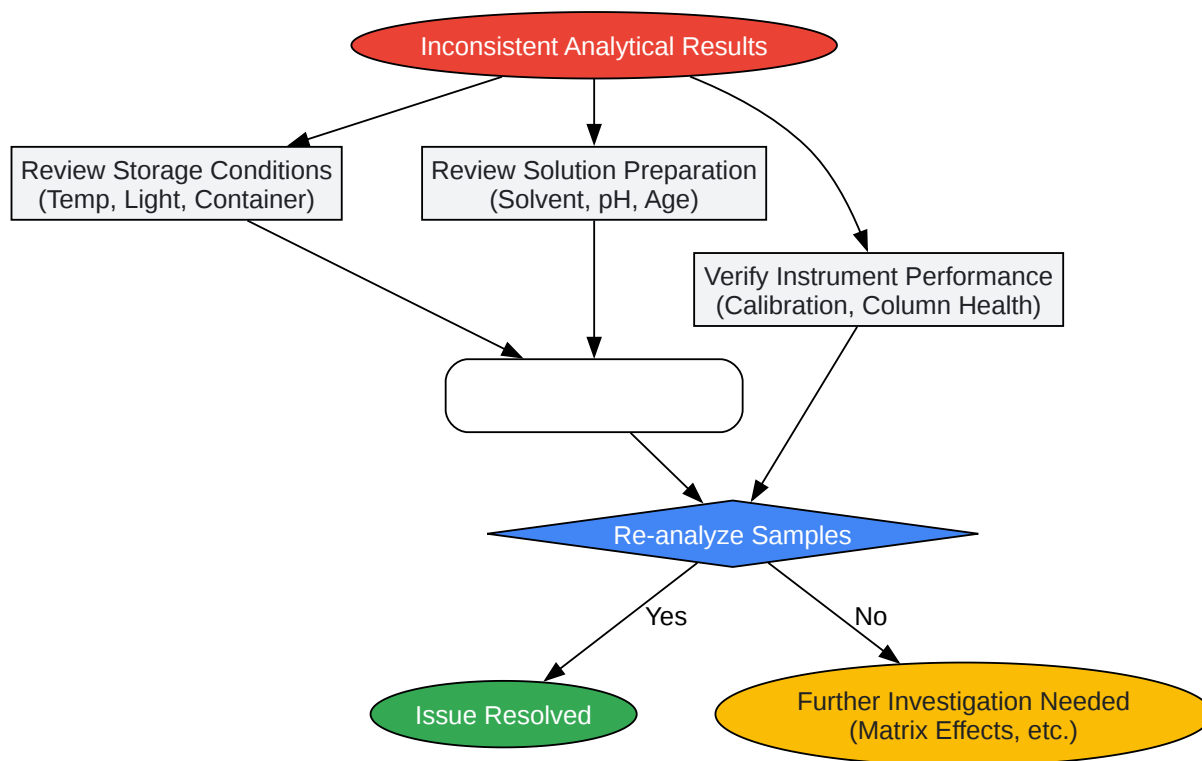 Inconsistent Analytical Results
Review Storage Conditions
(Temp, Light, Container)
Review Solution Preparation
(Solvent, pH, Age)
Verify Instrument Performance
(Calibration, Column Health)
Re-analyze Samples
Yes
No
Issue Resolved
Further Investigation Needed
(Matrix Effects, etc.)